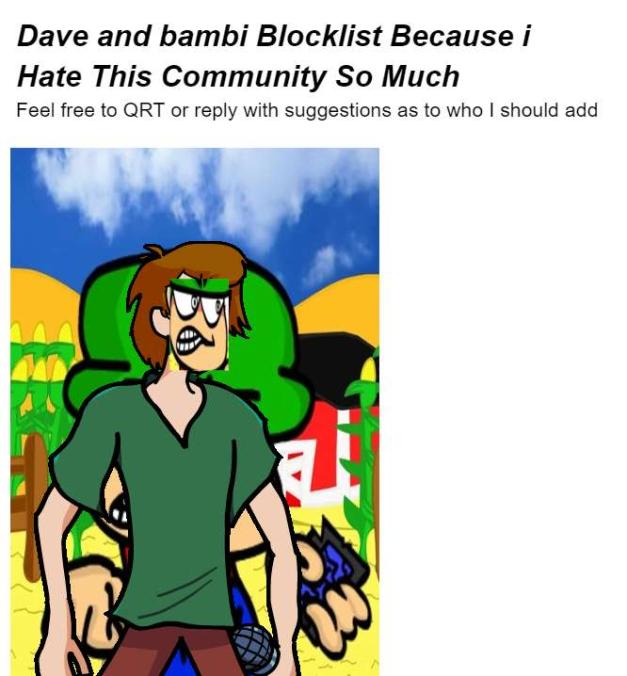 Dave and bambi Blocklist Because i
Hate This Community So Much
Feel free to QRT or reply with suggestions as to who I should add